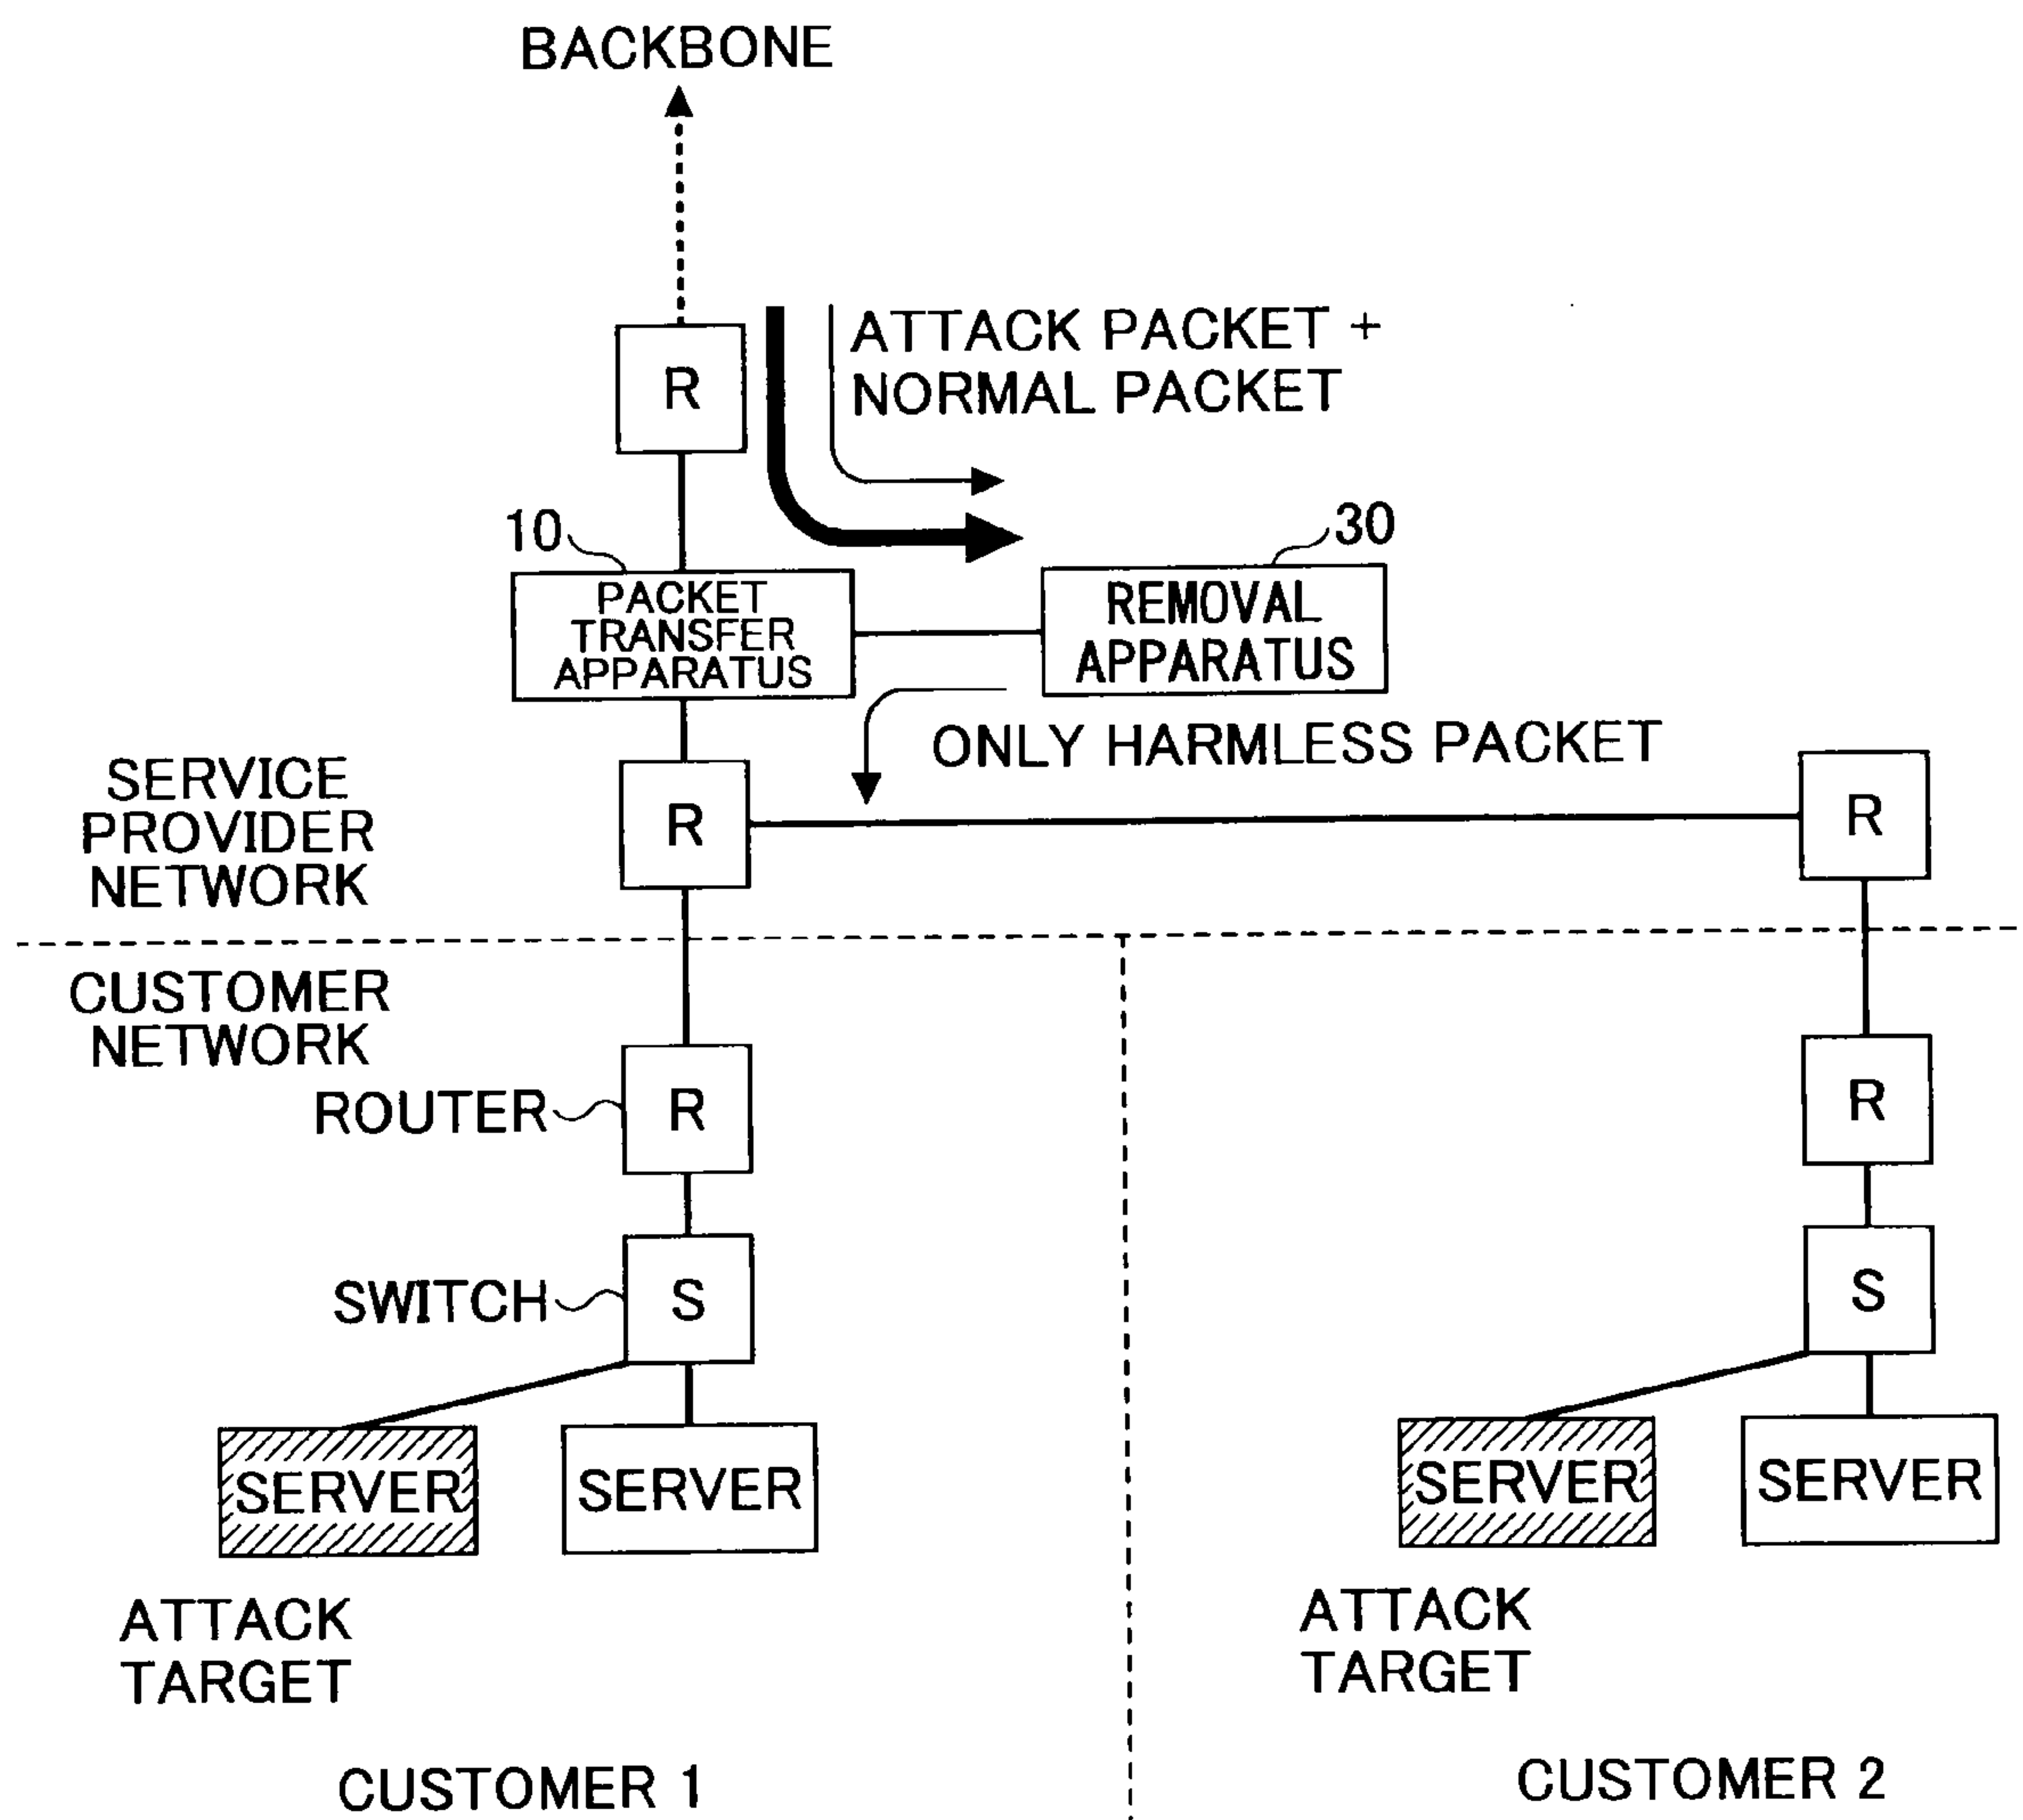 BACKBONE
R
ATTACK PACKET +
NORMAL PACKET
10
30
PACKET
TRANSFER
APPARATUS
REMOVAL
APPARATUS
ONLY HARMLESS PACKET
SERVICE
PROVIDER
NETWORK
R
R
CUSTOMER
NETWORK
ROUTER
R
R
SWITCH
S
S
SERVER
SERVER
SERVER
SERVER
ATTACK
TARGET
ATTACK
TARGET
CUSTOMER 1
CUSTOMER 2